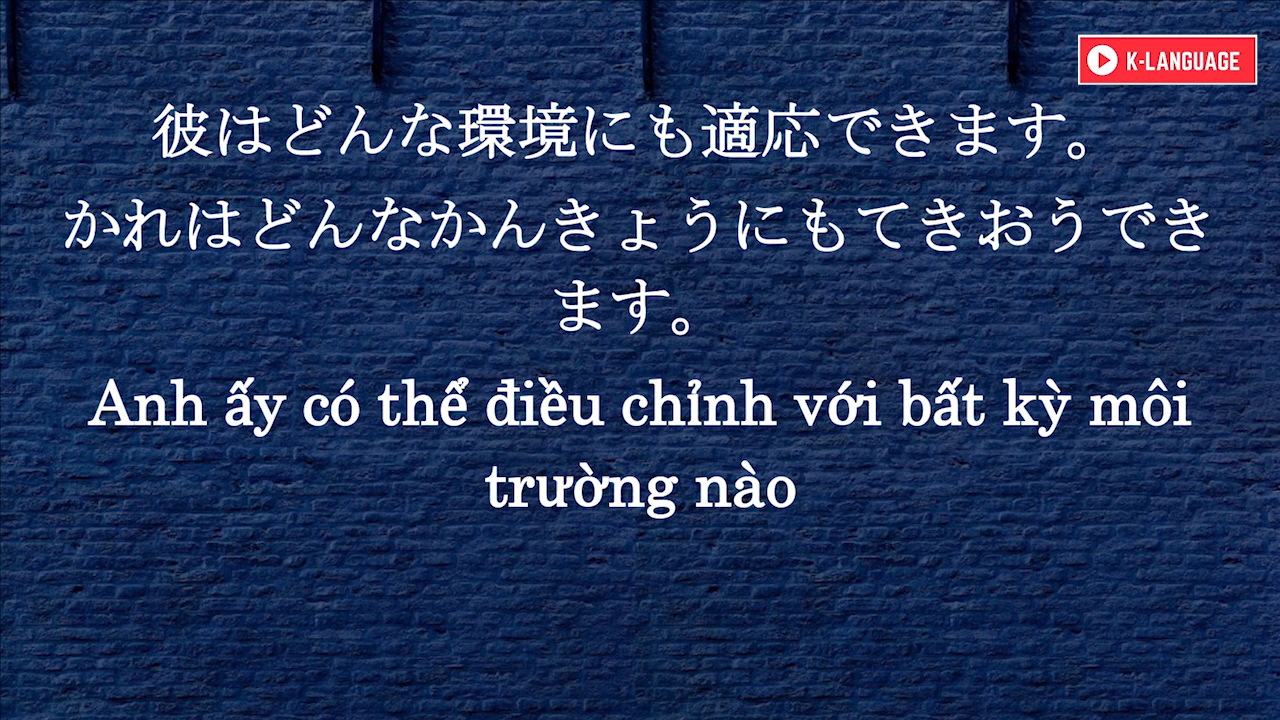 K-LANGUAGE
彼はどんな環境にも適応できます。
かれはどんなかんきょうにもてきおうでき
ます。
Anh ấy có thể điều chỉnh với bất kỳ môi
trường nào